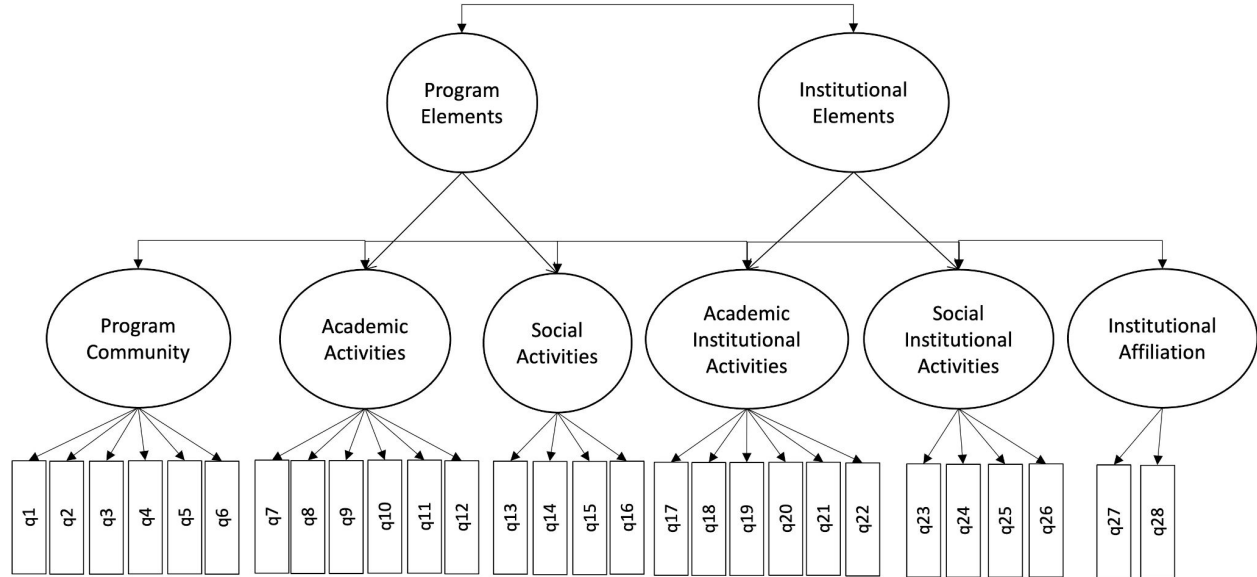 Program
Elements
Institutional
Elements
Program
Community
Academic
Activities
Social
Activities
Academic
Institutional
Activities
Social
Institutional
Activities
Institutional
Affiliation
q1
q2
q3
q4
q5
q6
q7
q8
q9
q10
q11
q12
q13
q14
q15
q16
q17
q18
q19
q20
q21
q22
q23
q24
q25
q26
q27
q28